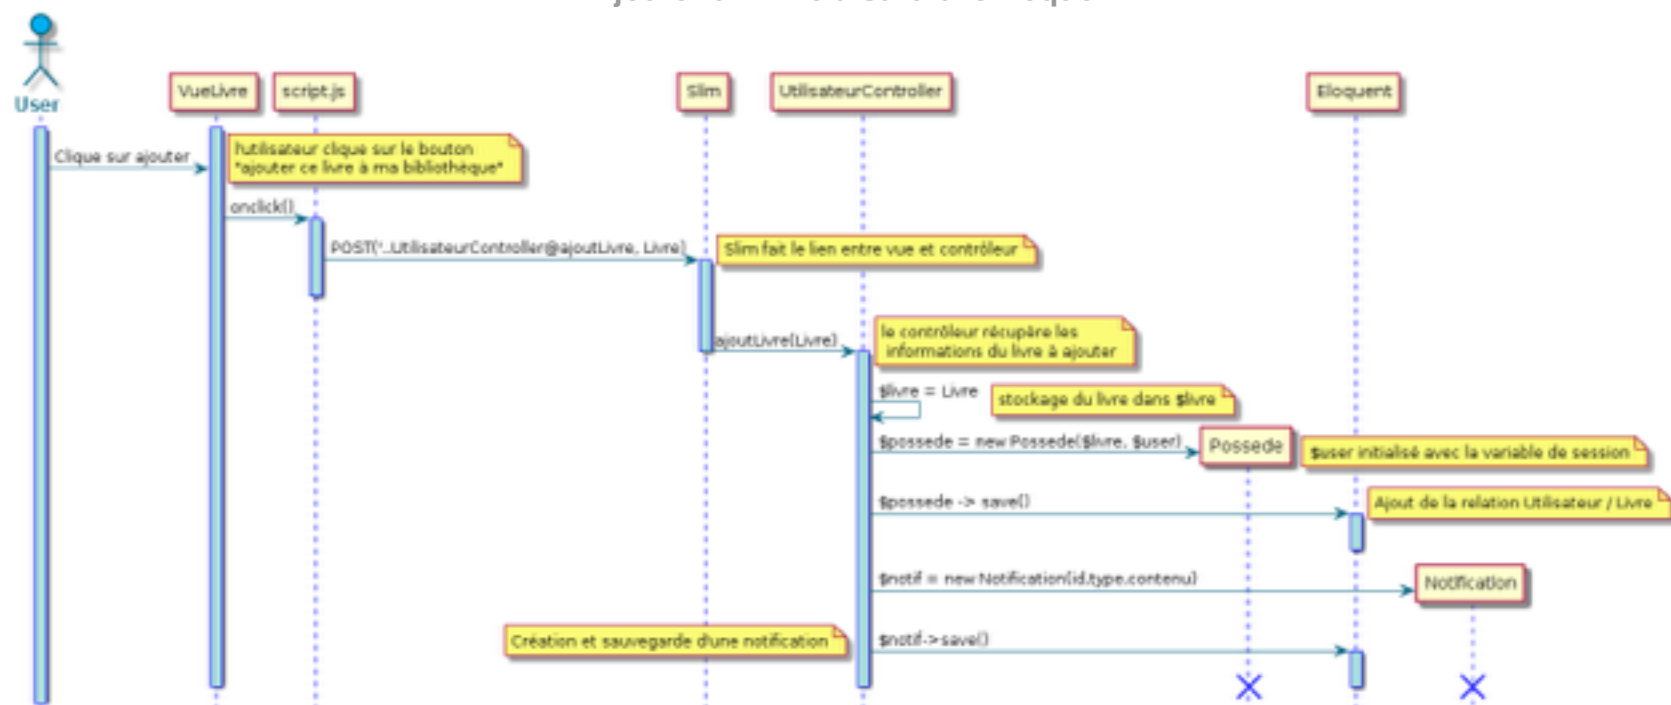 User
VueLivre
script.js
Slim
UtilisateurController
Eloquent
Clique sur ajouter
l'utilisateur clique sur le bouton
"ajouter ce livre à ma bibliothèque"
onclick()
POST('..UtilisateurController@ajoutLivre, Livre)
Slim fait le lien entre vue et contrôleur
ajoutLivre(Livre)
le contrôleur récupère les
informations du livre à ajouter
$livre = Livre
stockage du livre dans $livre
$possede = new Possede($livre, $user)
Possede
$user initialisé avec la variable de session
$possede -> save()
Ajout de la relation Utilisateur / Livre
$notif = new Notification(id,type,contenu)
Notification
Création et sauvegarde d'une notification
$notif->save()